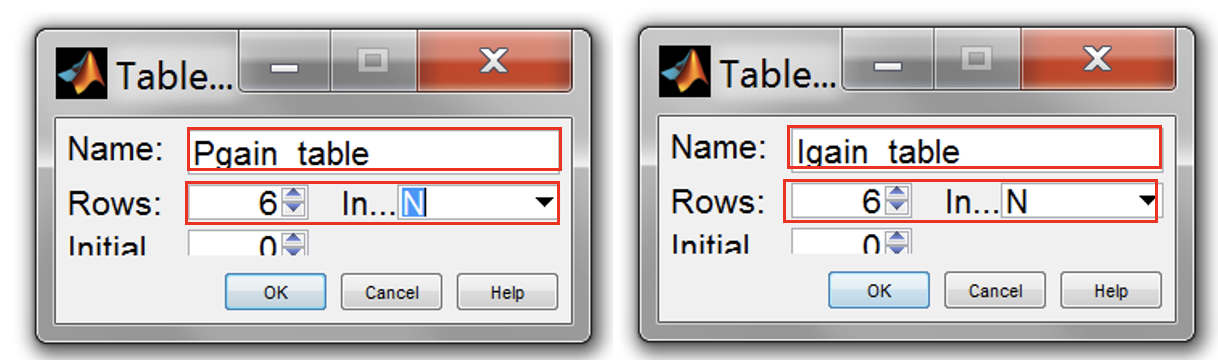 Table...
Name: Pgain_table
Rows: 6 In... N
Initial 0
OK Cancel Help
Table...
Name: Igain_table
Rows: 6 In... N
Initial 0
OK Cancel Help